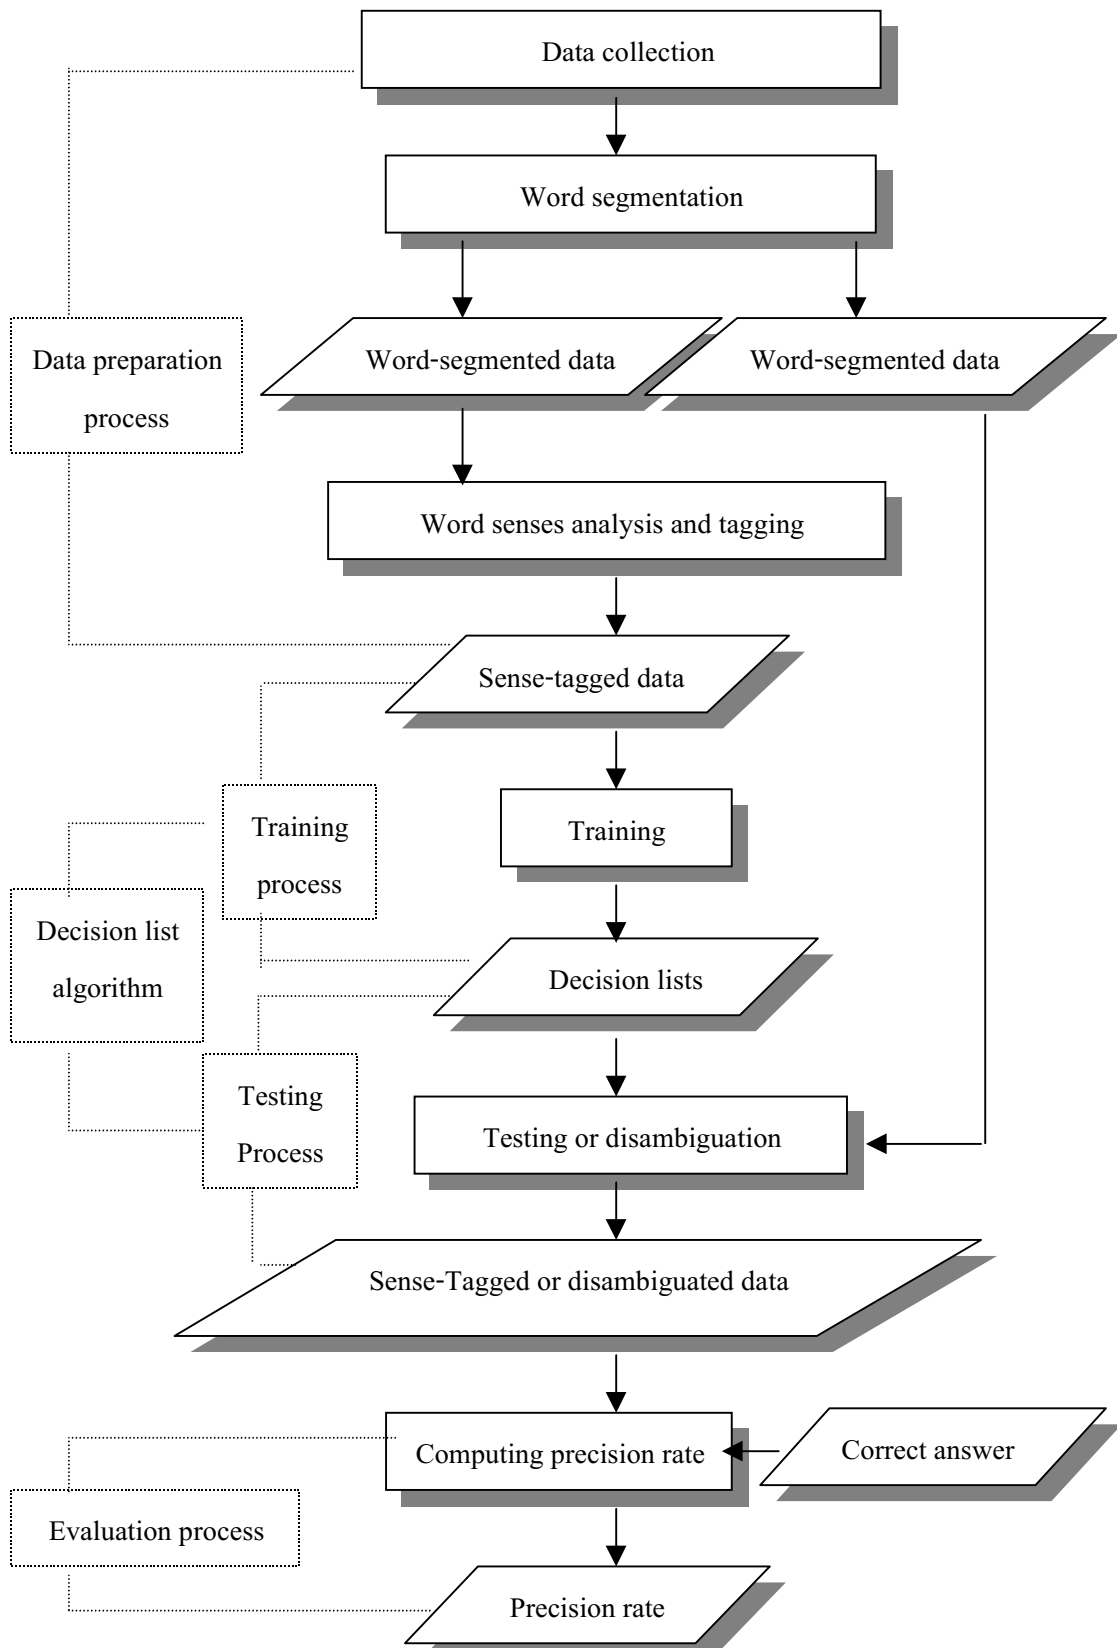 Data collection
Word segmentation
Data preparation
process
Word-segmented data
Word-segmented data
Word senses analysis and tagging
Sense-tagged data
Training
process
Training
Decision list
algorithm
Decision lists
Testing
Process
Testing or disambiguation
Sense-Tagged or disambiguated data
Computing precision rate
Correct answer
Evaluation process
Precision rate